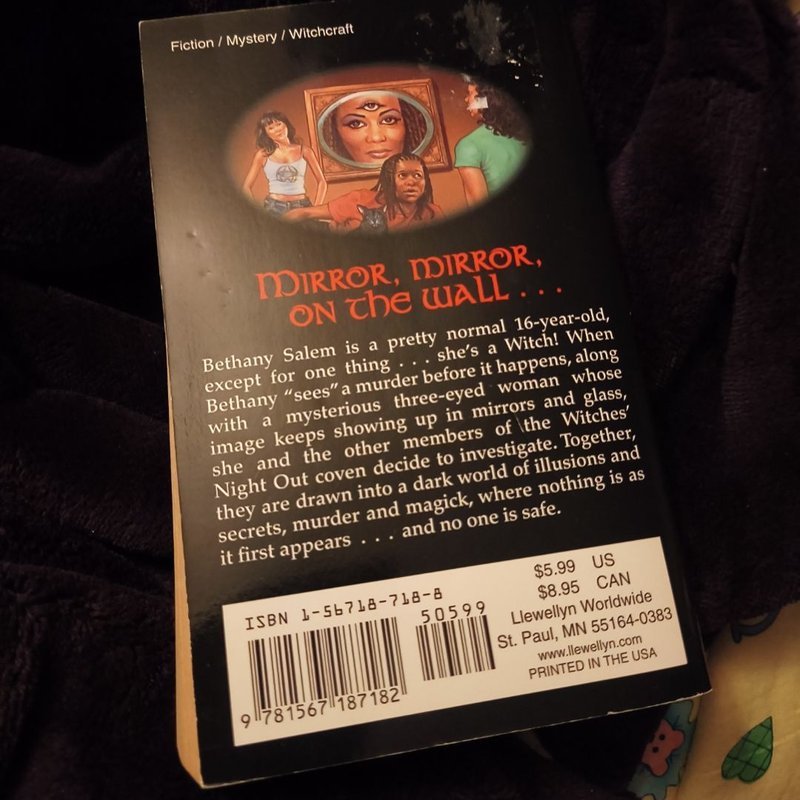 Fiction / Mystery / Witchcraft
MIRROR, MIRROR,
ON THE WALL . . .
Bethany Salem is a pretty normal 16-year-old,
except for one thing . . . she's a Witch! When
Bethany "sees" a murder before it happens, along
with a mysterious three-eyed woman whose
image keeps showing up in mirrors and glass,
she and the other members of the Witches'
Night Out coven decide to investigate. Together,
they are drawn into a dark world of illusions and
secrets, murder and magick, where nothing is as
it first appears . . . and no one is safe.
ISBN 1-56718-718-8
50599
9 781567 187182
$5.99 US
$8.95 CAN
Llewellyn Worldwide
St. Paul, MN 55164-0383
www.llewellyn.com
PRINTED IN THE USA